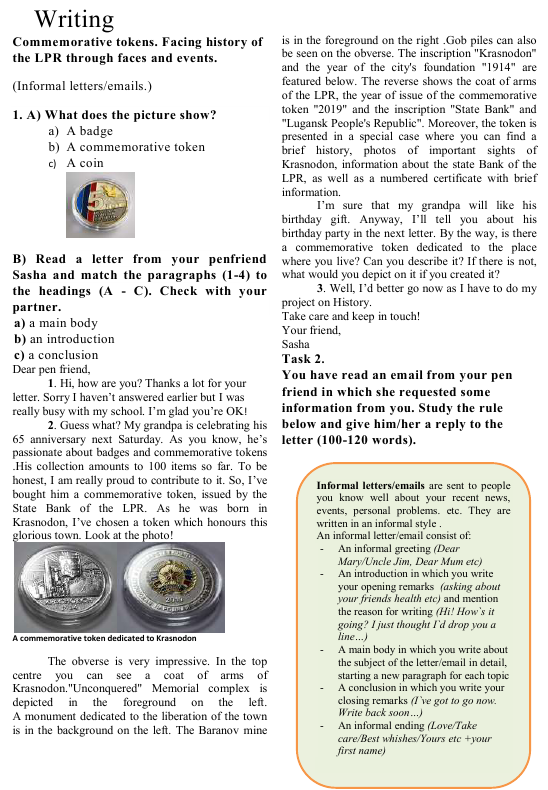 Writing
Commemorative tokens. Facing history of
the LPR through faces and events.
(Informal letters/emails.)
1. A) What does the picture show?
a) A badge
b) A commemorative token
c) A coin
B) Read a letter from your penfriend
Sasha and match the paragraphs (1-4) to
the headings (A - C). Check with your
partner.
a) a main body
b) an introduction
c) a conclusion
Dear pen friend,
1. Hi, how are you? Thanks a lot for your
letter. Sorry I haven't answered earlier but I was
really busy with my school. I'm glad you're OK!
2. Guess what? My grandpa is celebrating his
65 anniversary next Saturday. As you know, he's
passionate about badges and commemorative tokens
.His collection amounts to 100 items so far. To be
honest, I am really proud to contribute to it. So, I've
bought him a commemorative token, issued by the
State Bank of the LPR. As he was born in
Krasnodon, I've chosen a token which honours this
glorious town. Look at the photo!
A commemorative token dedicated to Krasnodon
The obverse is very impressive. In the top
centre you can see a coat of arms of
Krasnodon."Unconquered" Memorial complex is
depicted in the foreground on the left.
A monument dedicated to the liberation of the town
is in the background on the left. The Baranov mine
is in the foreground on the right .Gob piles can also
be seen on the obverse. The inscription "Krasnodon"
and the year of the city's foundation "1914" are
featured below. The reverse shows the coat of arms
of the LPR, the year of issue of the commemorative
token "2019" and the inscription "State Bank" and
"Lugansk People's Republic". Moreover, the token is
presented in a special case where you can find a
brief history, photos of important sights of
Krasnodon, information about the state Bank of the
LPR, as well as a numbered certificate with brief
information.
I'm sure that my grandpa will like his
birthday gift. Anyway, I'll tell you about his
birthday party in the next letter. By the way, is there
a commemorative token dedicated to the place
where you live? Can you describe it? If there is not,
what would you depict on it if you created it?
3. Well, I'd better go now as I have to do my
project on History.
Take care and keep in touch!
Your friend,
Sasha
Task 2.
You have read an email from your pen
friend in which she requested some
information from you. Study the rule
below and give him/her a reply to the
letter (100-120 words).
Informal letters/emails are sent to people
you know well about your recent news,
events, personal problems. etc. They are
written in an informal style .
An informal letter/email consist of:
- An informal greeting (Dear
Mary/Uncle Jim, Dear Mum etc)
- An introduction in which you write
your opening remarks (asking about
your friends health etc) and mention
the reason for writing (Hi! How`s it
going? I just thought I`d drop you a
line…)
- A main body in which you write about
the subject of the letter/email in detail,
starting a new paragraph for each topic
- A conclusion in which you write your
closing remarks (I`ve got to go now.
Write back soon…)
- An informal ending (Love/Take
care/Best whishes/Yours etc +your
first name)